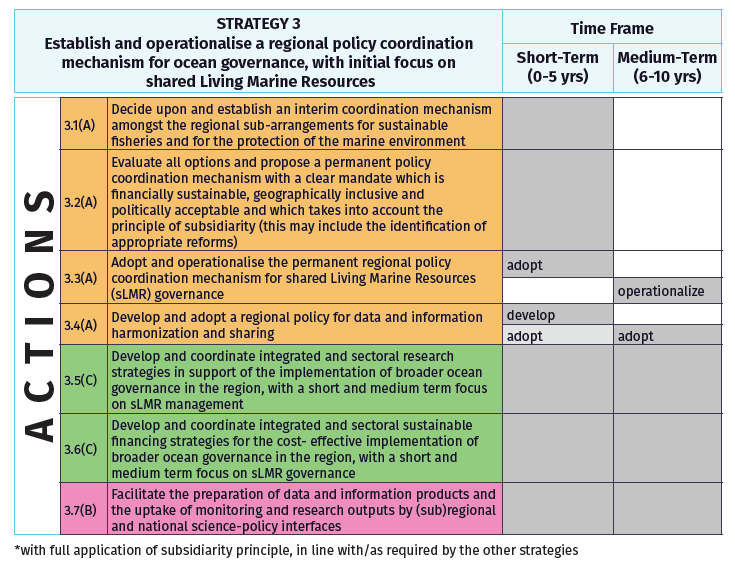 STRATEGY 3
Establish and operationalise a regional policy coordination
mechanism for ocean governance, with initial focus on
shared Living Marine Resources
Time Frame
Short-Term
(0-5 yrs)
Medium-Term
(6-10 yrs)
ACTIONS
3.1(A)
Decide upon and establish an interim coordination mechanism
amongst the regional sub-arrangements for sustainable
fisheries and for the protection of the marine environment
3.2(A)
Evaluate all options and propose a permanent policy
coordination mechanism with a clear mandate which is
financially sustainable, geographically inclusive and
politically acceptable and which takes into account the
principle of subsidiarity (this may include the identification of
appropriate reforms)
3.3(A)
Adopt and operationalise the permanent regional policy
coordination mechanism for shared Living Marine Resources
(sLMR) governance
adopt
operationalize
3.4(A)
Develop and adopt a regional policy for data and information
harmonization and sharing
develop
adopt
adopt
3.5(C)
Develop and coordinate integrated and sectoral research
strategies in support of the implementation of broader ocean
governance in the region, with a short and medium term focus
on sLMR management
3.6(C)
Develop and coordinate integrated and sectoral sustainable
financing strategies for the cost- effective implementation of
broader ocean governance in the region, with a short and
medium term focus on sLMR governance
3.7(B)
Facilitate the preparation of data and information products and
the uptake of monitoring and research outputs by (sub)regional
and national science-policy interfaces
*with full application of subsidiarity principle, in line with/as required by the other strategies